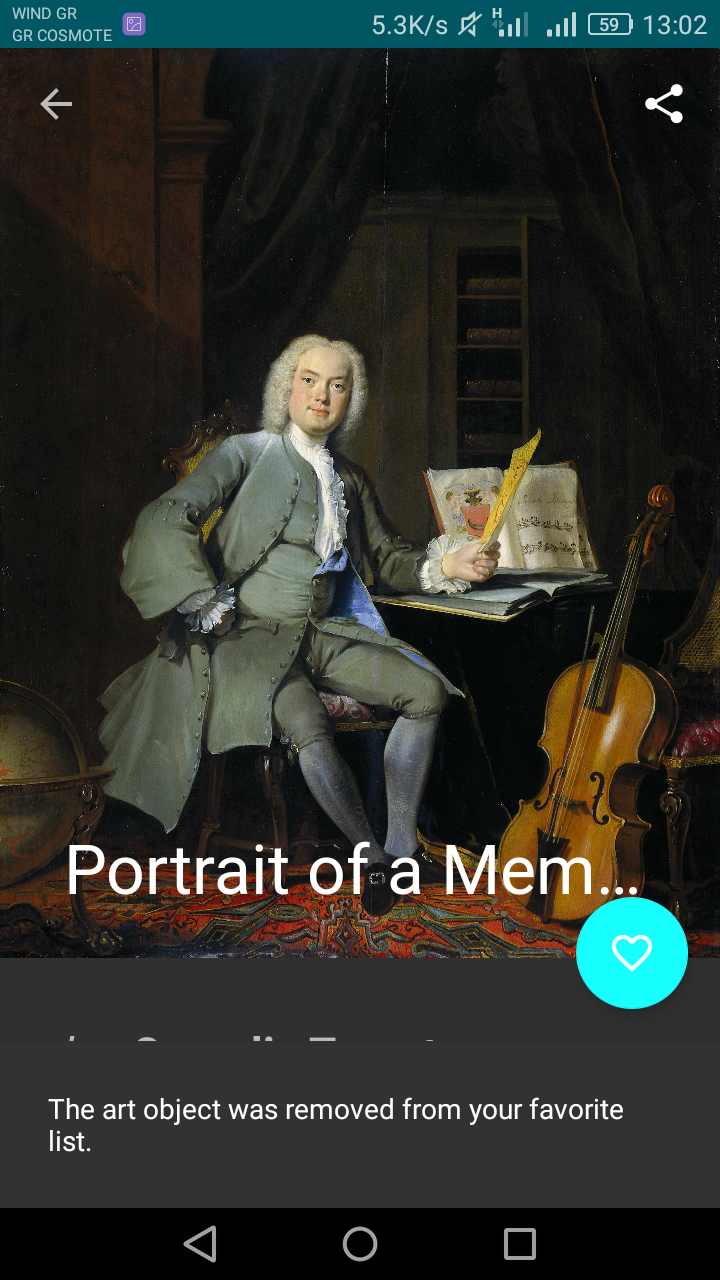 WIND GR
GR COSMOTE
5.3K/s
H
59
13:02
Portrait of a Mem...
The art object was removed from your favorite
list.